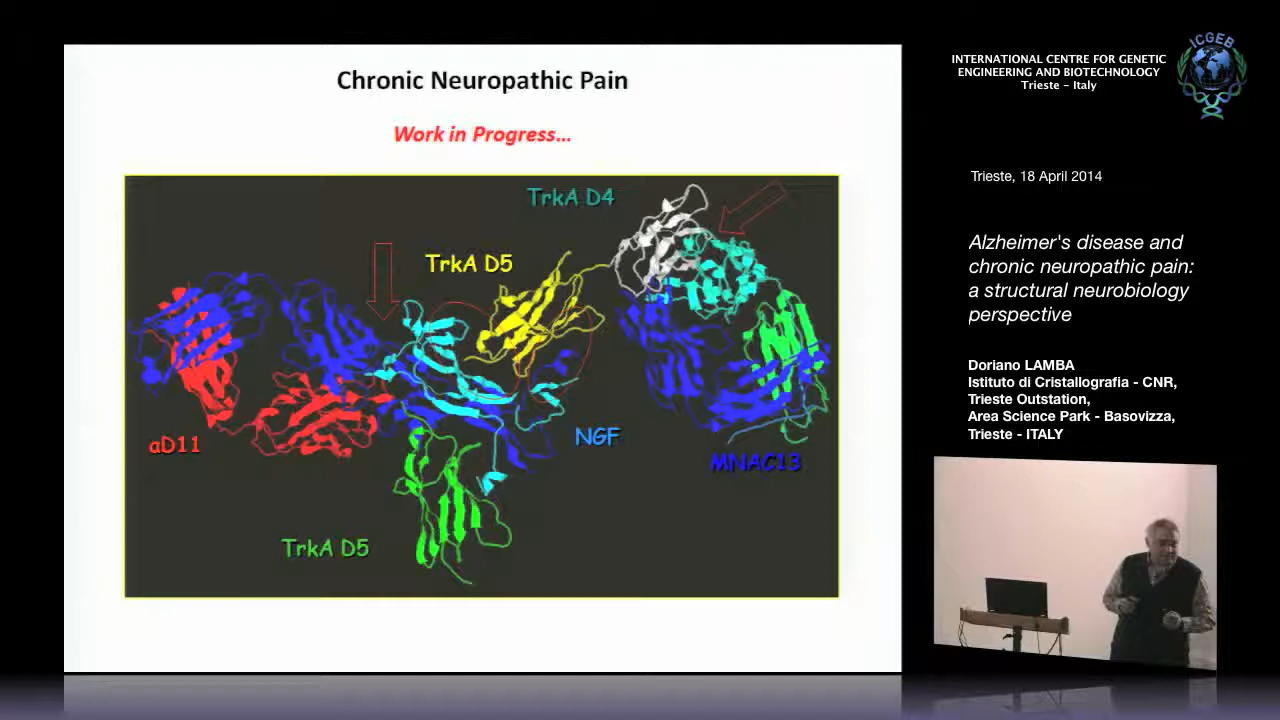 Chronic Neuropathic Pain
Work in Progress...
TrkA D4
TrkA D5
αD11
NGF
MNAC13
TrkA D5
ICGEB
INTERNATIONAL CENTRE FOR GENETIC
ENGINEERING AND BIOTECHNOLOGY
Trieste - Italy
Trieste, 18 April 2014
Alzheimer's disease and
chronic neuropathic pain:
a structural neurobiology
perspective
Doriano LAMBA
Istituto di Cristallografia - CNR,
Trieste Outstation,
Area Science Park - Basovizza,
Trieste - ITALY